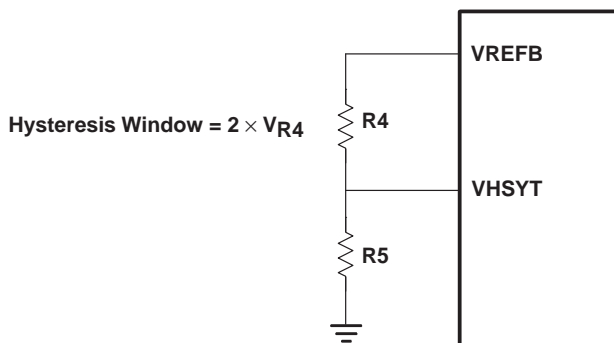 VREFB
R4
Hysteresis Window = 2 × VR4
VHSYT
R5